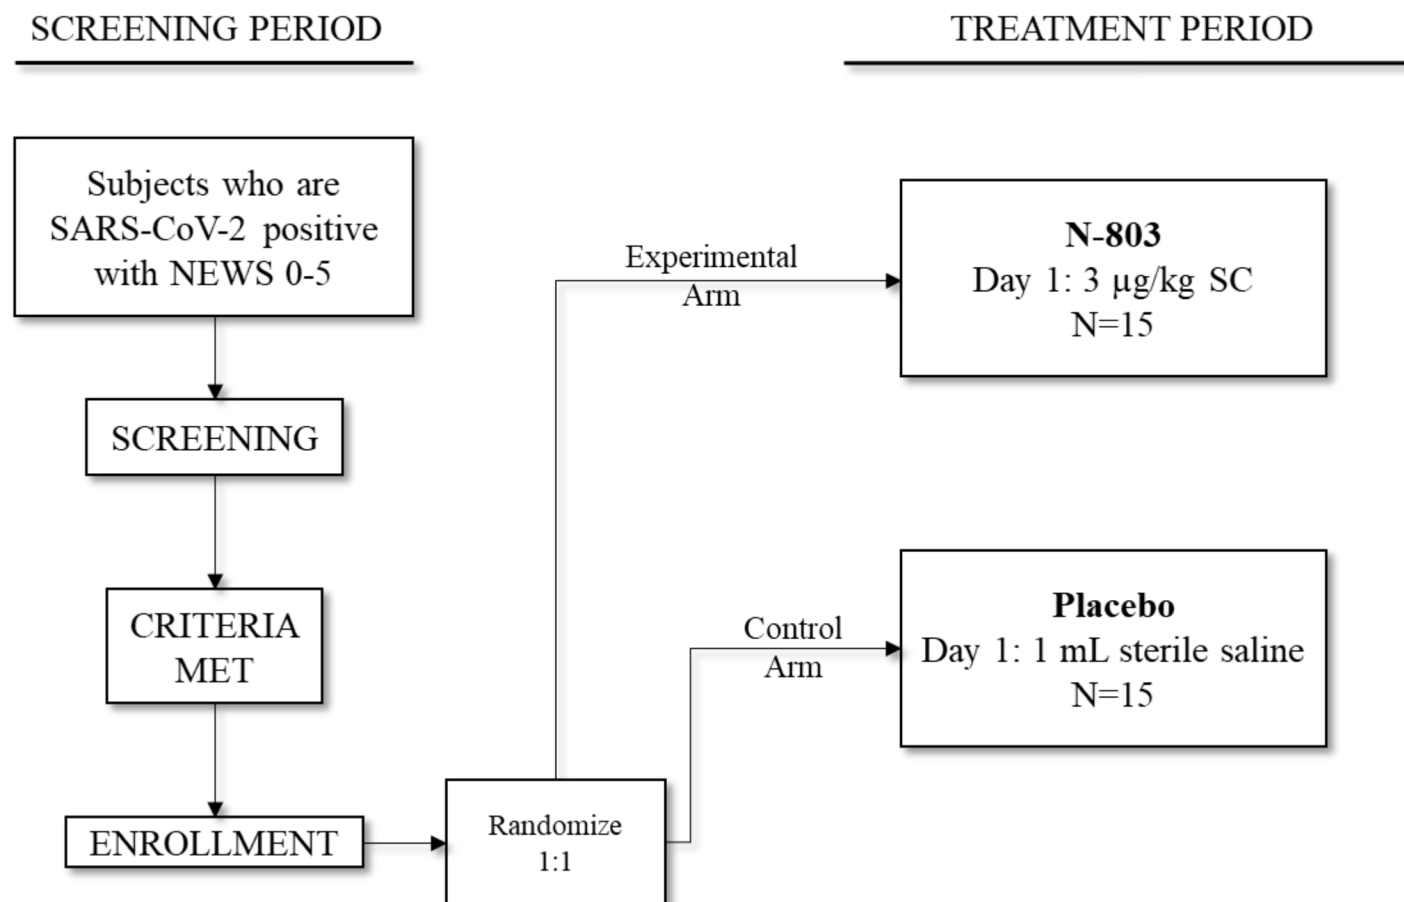 SCREENING PERIOD
TREATMENT PERIOD
Subjects who are
SARS-CoV-2 positive
with NEWS 0-5
SCREENING
CRITERIA
MET
ENROLLMENT
Randomize
1:1
Experimental
Arm
N-803
Day 1: 3 µg/kg SC
N=15
Control
Arm
Placebo
Day 1: 1 mL sterile saline
N=15